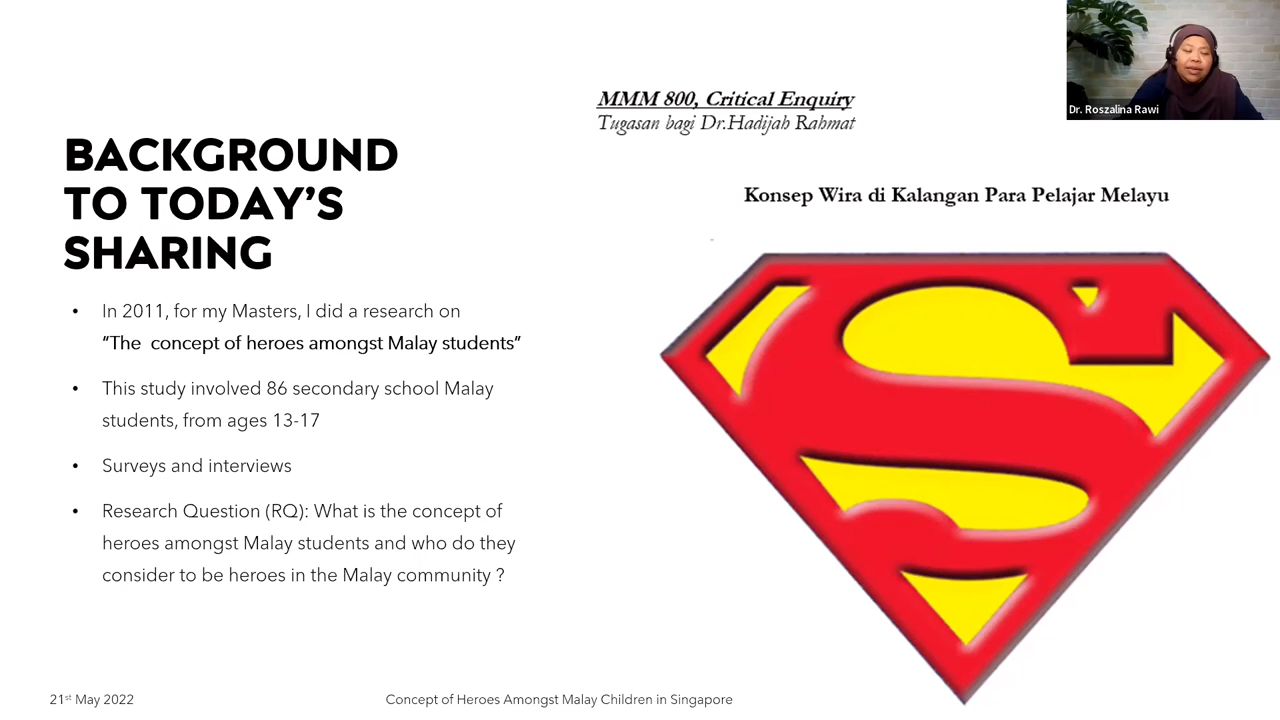 BACKGROUND
TO TODAY’S
SHARING
• In 2011, for my Masters, I did a research on
“The concept of heroes amongst Malay students”
• This study involved 86 secondary school Malay
students, from ages 13-17
• Surveys and interviews
• Research Question (RQ): What is the concept of
heroes amongst Malay students and who do they
consider to be heroes in the Malay community ?
MMM 800, Critical Enquiry
Tugasan bagi Dr.Hadijah Rahmat
Konsep Wira di Kalangan Para Pelajar Melayu
S
Dr. Roszalina Rawi
21st May 2022
Concept of Heroes Amongst Malay Children in Singapore